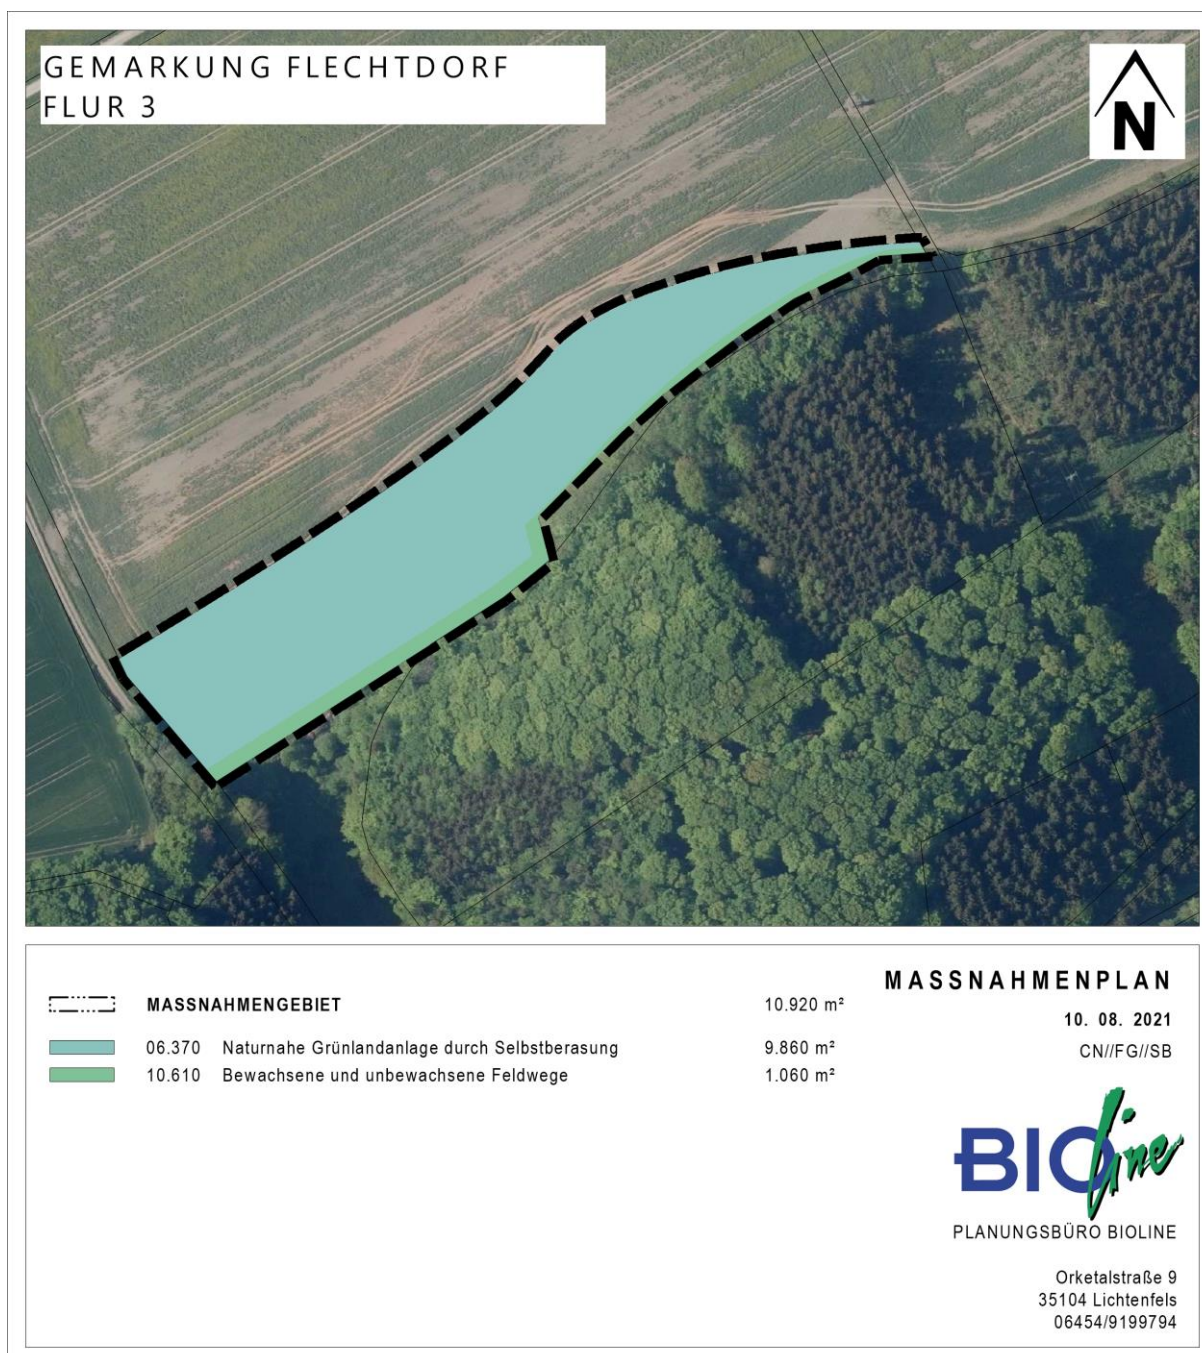 GEMARKUNG FLECHTDORF
FLUR 3
N
MASSNAHMENGEBIET 10.920 m²
06.370 Naturnahe Grünlandanlage durch Selbstberasung 9.860 m²
10.610 Bewachsene und unbewachsene Feldwege 1.060 m²
MASSNAHMENPLAN
10. 08. 2021
CN//FG//SB
BIOline
PLANUNGSBÜRO BIOLINE
Orketalstraße 9
35104 Lichtenfels
06454/9199794